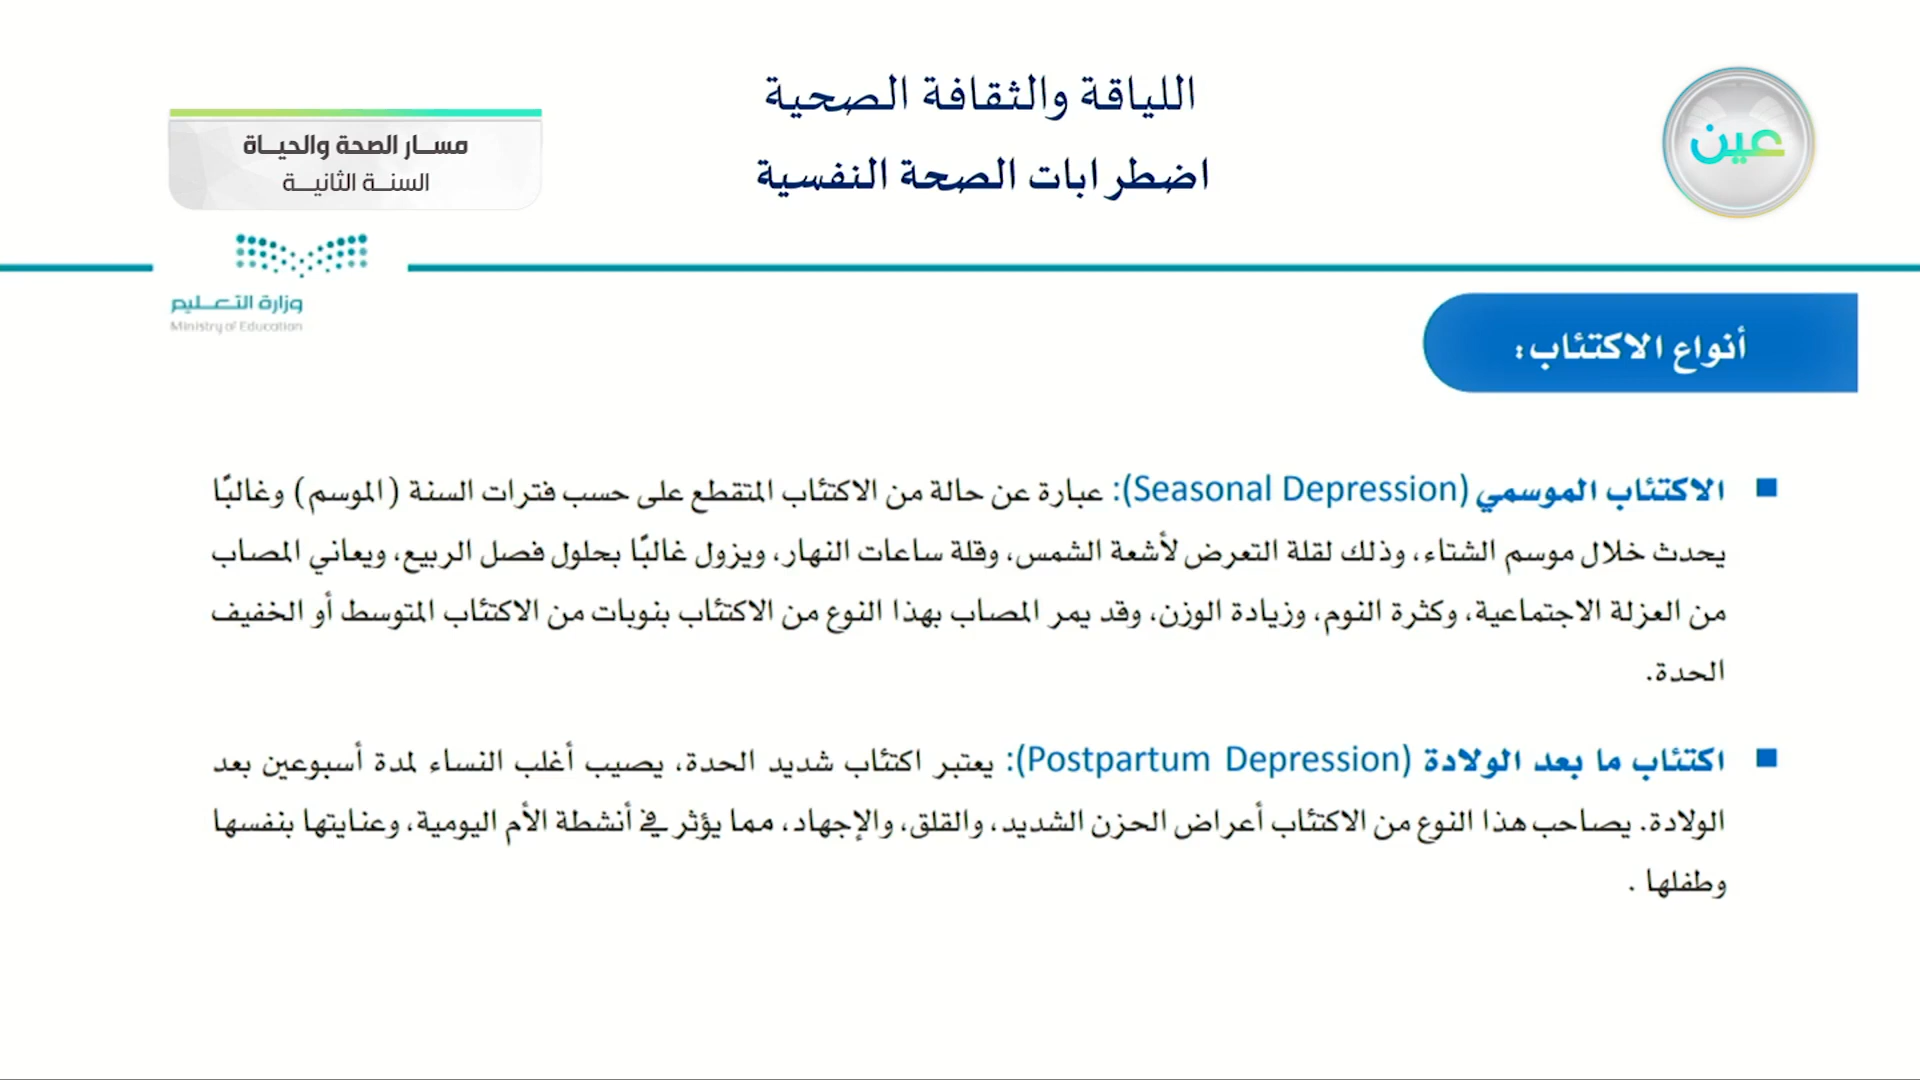 اللياقة والثقافة الصحية
اضطرابات الصحة النفسية
عين
مسـار الصحة والحيـاة
السنـة الثانيـة
وزارة التـعـليم
Ministry of Education
أنواع الاكتئاب:
الاكتئاب الموسمي (Seasonal Depression): عبارة عن حالة من الاكتئاب المتقطع على حسب فترات السنة (الموسم) وغالبًا
يحدث خلال موسم الشتاء، وذلك لقلة التعرض لأشعة الشمس، وقلة ساعات النهار، ويزول غالبًا بحلول فصل الربيع، ويعاني المصاب
من العزلة الاجتماعية، وكثرة النوم، وزيادة الوزن، وقد يمر المصاب بهذا النوع من الاكتئاب بنوبات من الاكتئاب المتوسط أو الخفيف
الحدة.
اكتئاب ما بعد الولادة (Postpartum Depression): يعتبر اكتئاب شديد الحدة، يصيب أغلب النساء لمدة أسبوعين بعد
الولادة. يصاحب هذا النوع من الاكتئاب أعراض الحزن الشديد، والقلق، والإجهاد، مما يؤثر في أنشطة الأم اليومية، وعنايتها بنفسها
وطفلها .